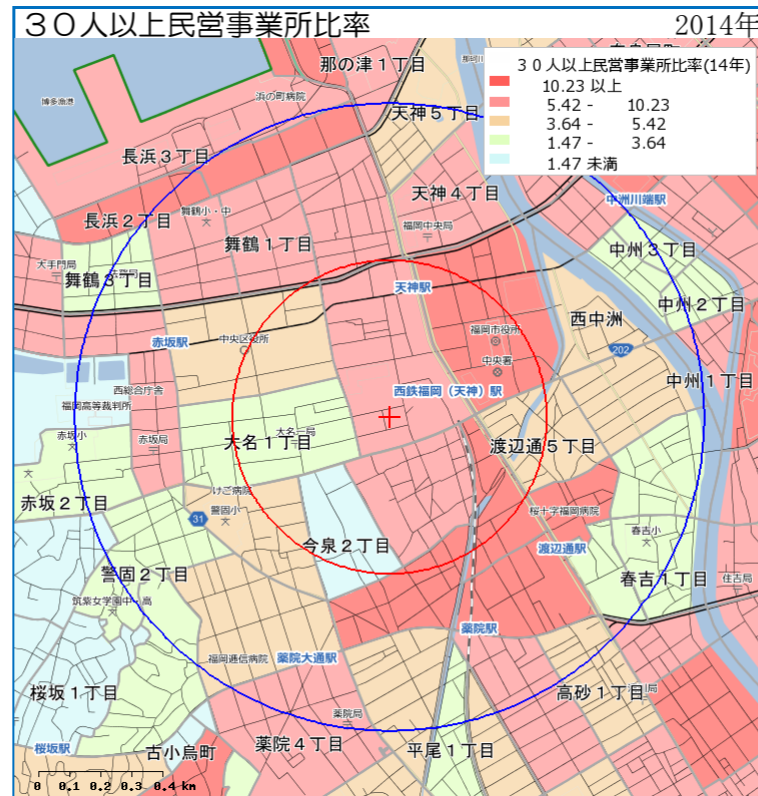 ３０人以上民営事業所比率
2014年
３０人以上民営事業所比率(14年)
10.23 以上
5.42 - 10.23
3.64 - 5.42
1.47 - 3.64
1.47 未満
那の津１丁目
博多漁港
浜の町病院
天神５丁目
長浜３丁目
天神４丁目
中洲川端駅
長浜２丁目
舞鶴小・中
福岡中央局
舞鶴１丁目
中州３丁目
大手門局
舞鶴３丁目
天神駅
中州２丁目
西中洲
福岡市役所
赤坂駅
中央区役所
202
中央署
中州１丁目
西鉄福岡（天神）駅
西総合庁舎
福岡高等裁判所
赤坂小
赤坂局
大名１丁目
大名二局
渡辺通５丁目
赤坂２丁目
けご病院
警固小
31
桜十字福岡病院
今泉２丁目
渡辺通駅
春吉小
警固２丁目
春吉１丁目
住吉局
筑紫女学園中・高
薬院駅
福岡逓信病院
薬院大通駅
桜坂１丁目
高砂１丁目
薬院局
桜坂駅
古小烏町
薬院４丁目
平尾１丁目
0 0.1 0.2 0.3 0.4 km